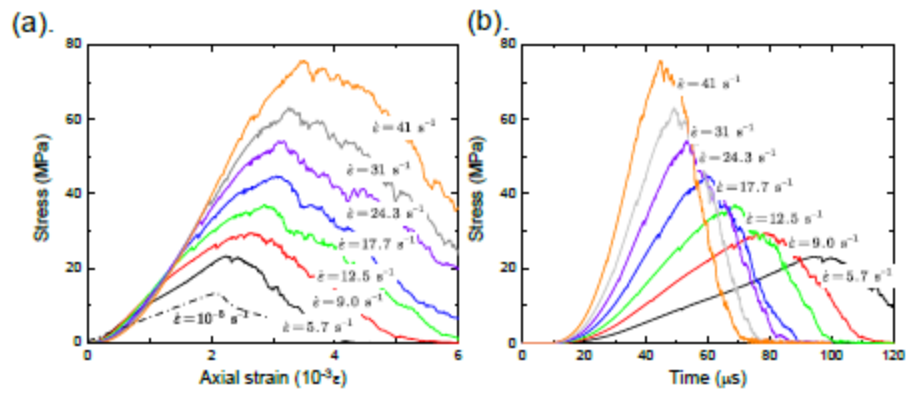 (a).
80
60
40
20
0
Stress (MPa)
0
2
4
6
Axial strain (10⁻³ε)
ε̇=41 s⁻¹
ε̇=31 s⁻¹
ε̇=24.3 s⁻¹
ε̇=17.7 s⁻¹
ε̇=12.5 s⁻¹
ε̇=9.0 s⁻¹
ε̇=5.7 s⁻¹
ε̇=10⁻⁵ s⁻¹
(b).
80
60
40
20
0
Stress (MPa)
0
20
40
60
80
100
120
Time (μs)
ε̇=41 s⁻¹
ε̇=31 s⁻¹
ε̇=24.3 s⁻¹
ε̇=17.7 s⁻¹
ε̇=12.5 s⁻¹
ε̇=9.0 s⁻¹
ε̇=5.7 s⁻¹